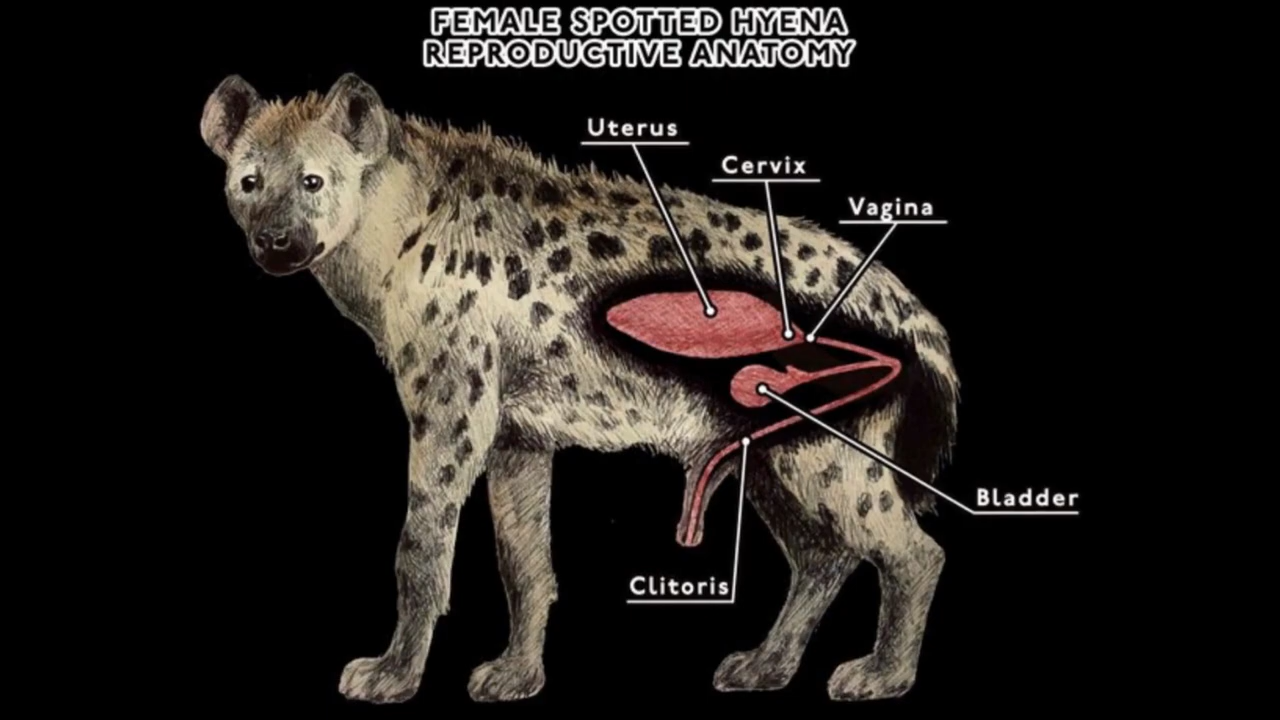 FEMALE SPOTTED HYENA
REPRODUCTIVE ANATOMY
Uterus
Cervix
Vagina
Bladder
Clitoris